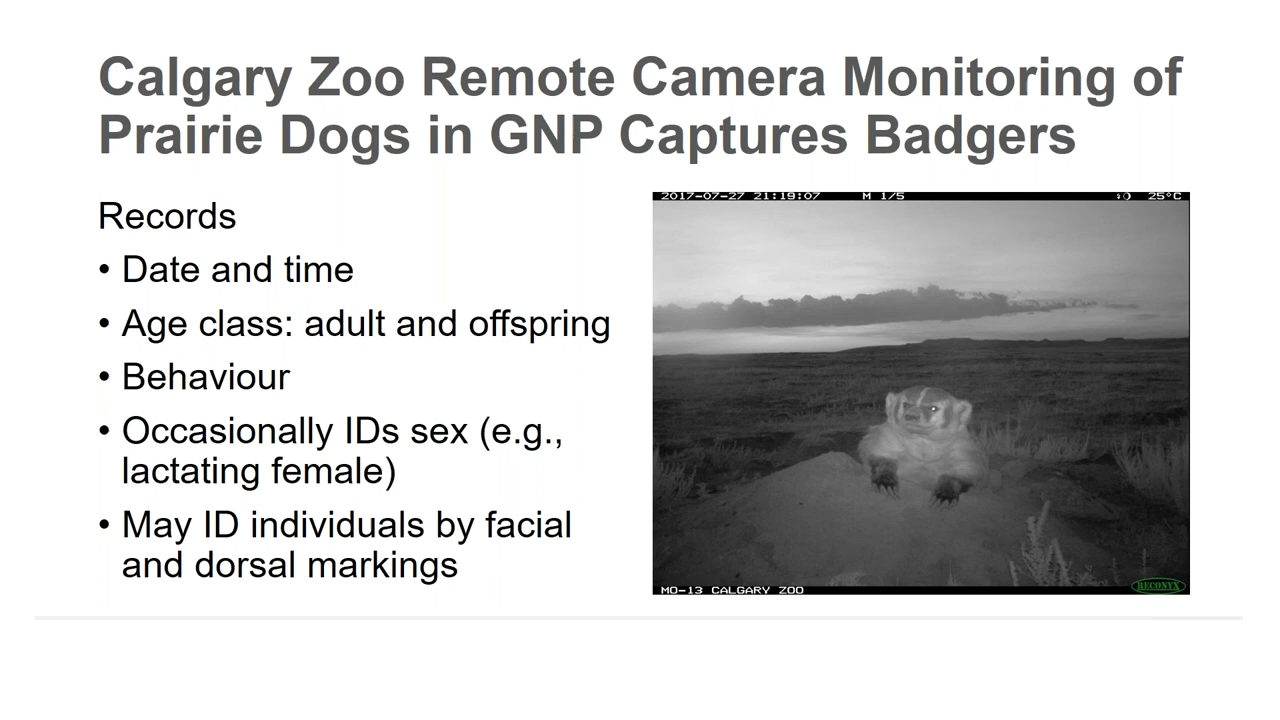 Calgary Zoo Remote Camera Monitoring of
Prairie Dogs in GNP Captures Badgers
Records
• Date and time
• Age class: adult and offspring
• Behaviour
• Occasionally IDs sex (e.g.,
lactating female)
• May ID individuals by facial
and dorsal markings
2017-07-27 21:19:07 M 1/5 25°C
MO-13 CALGARY ZOO
RECONYX